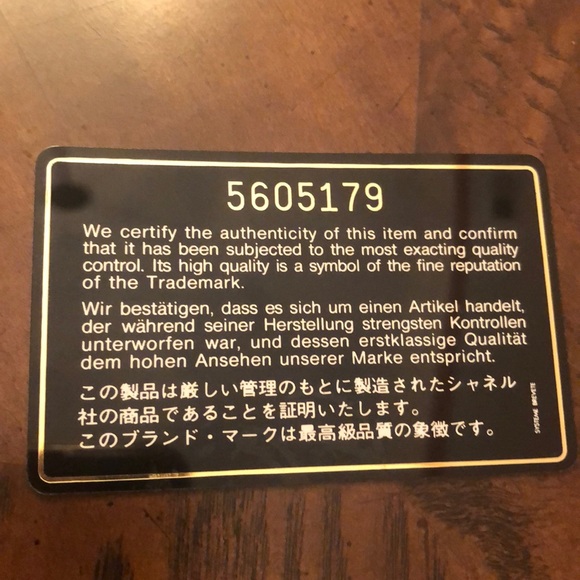 5605179
We certify the authenticity of this item and confirm
that it has been subjected to the most exacting quality
control. Its high quality is a symbol of the fine reputation
of the Trademark.
Wir bestätigen, dass es sich um einen Artikel handelt,
der während seiner Herstellung strengsten Kontrollen
unterworfen war, und dessen erstklassige Qualität
dem hohen Ansehen unserer Marke entspricht.
この製品は厳しい管理のもとに製造されたシャネル
社の商品であることを証明いたします。
このブランド・マークは最高級品質の象徴です。
SYSTEME BREVETE